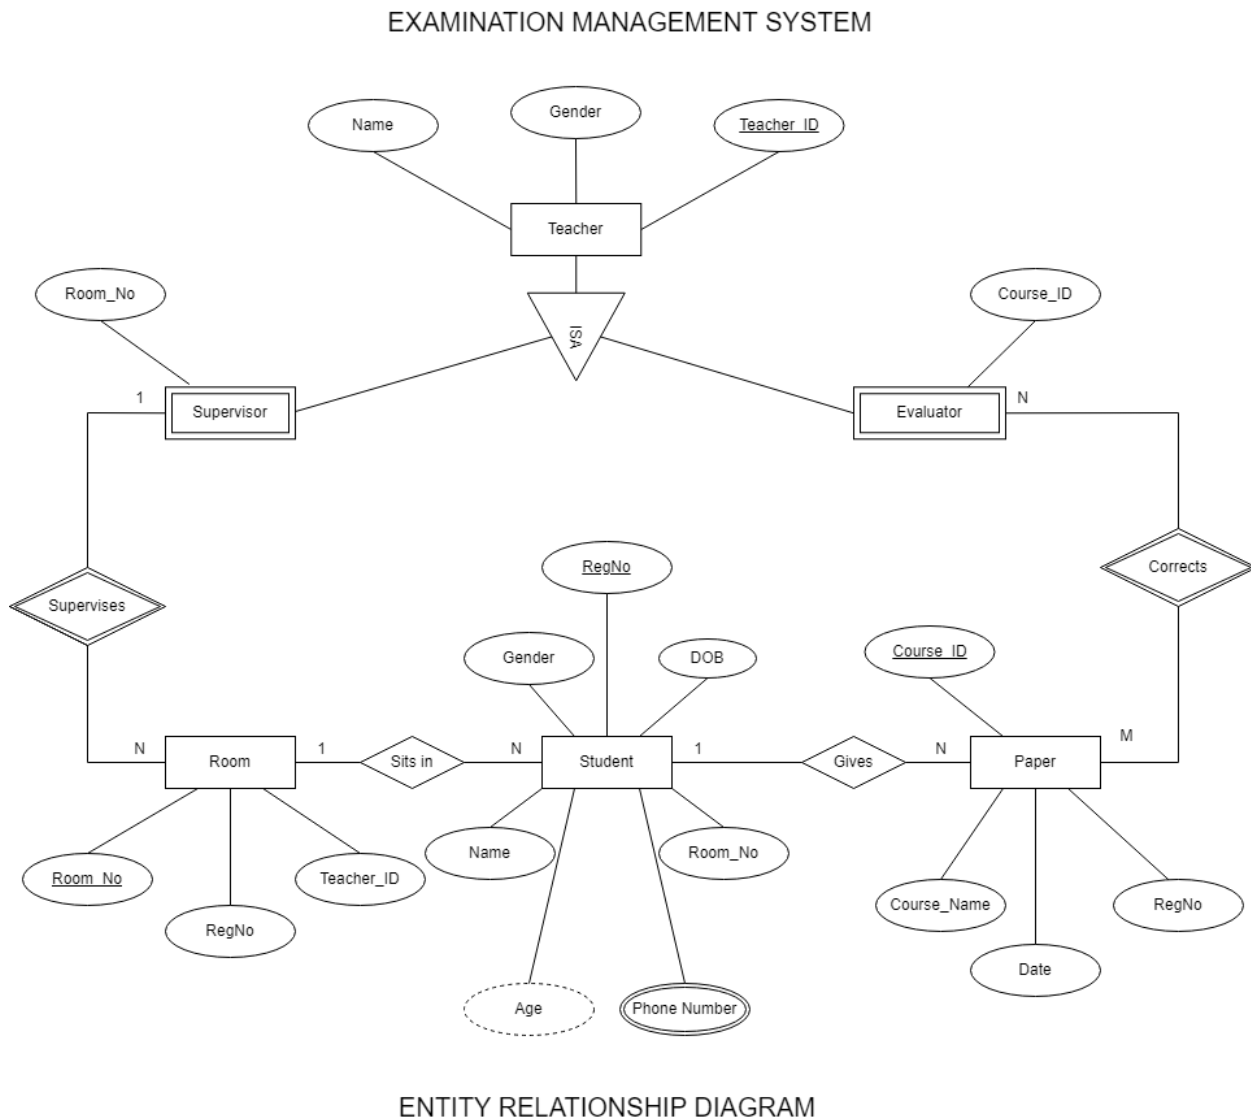 EXAMINATION MANAGEMENT SYSTEM
Name
Gender
Teacher_ID
Teacher
Room_No
ISA
Course_ID
1
Supervisor
Evaluator
N
Supervises
RegNo
Corrects
Gender
DOB
Course_ID
N
Room
1
Sits in
N
Student
1
Gives
N
Paper
M
Room_No
RegNo
Teacher_ID
Name
Room_No
Course_Name
RegNo
Date
Age
Phone Number
ENTITY RELATIONSHIP DIAGRAM